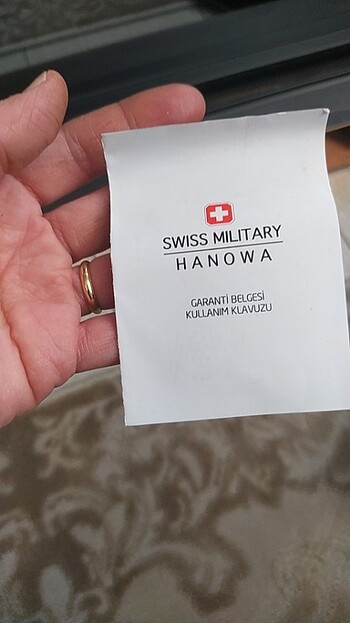 SWISS MILITARY
HANOWA
GARANTİ BELGESİ
KULLANIM KLAVUZU